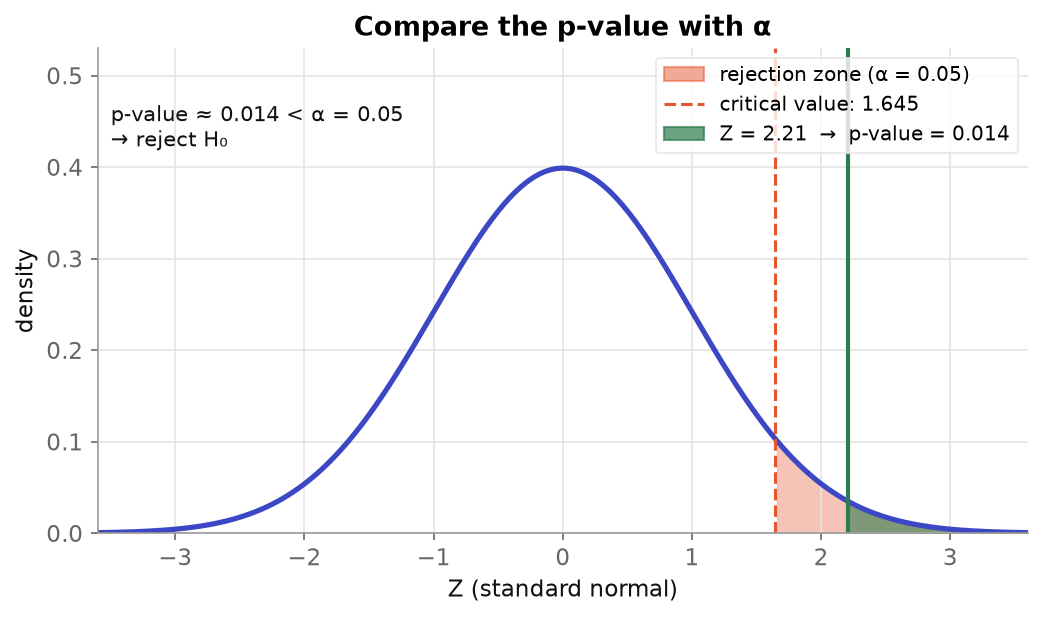 Compare the p-value with α
p-value ≈ 0.014 < α = 0.05
→ reject H₀
rejection zone (α = 0.05)
critical value: 1.645
Z = 2.21 → p-value = 0.014
density
0.5
0.4
0.3
0.2
0.1
0.0
−3
−2
−1
0
1
2
3
Z (standard normal)